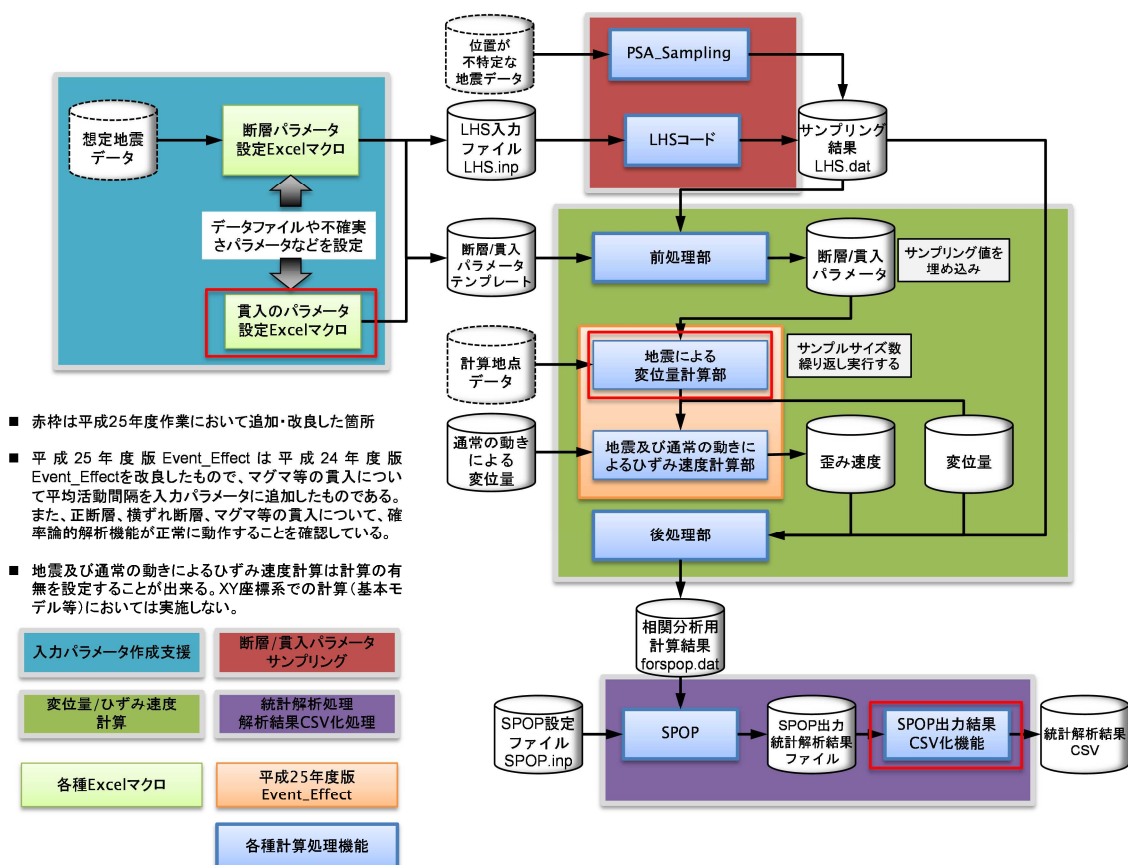 想定地震
データ
断層パラメータ
設定Excelマクロ
データファイルや不確実
さパラメータなどを設定
貫入のパラメータ
設定Excelマクロ
位置が
不特定な
地震データ
LHS入力
ファイル
LHS.inp
断層/貫入
パラメータ
テンプレート
計算地点
データ
通常の動き
による
変位量
PSA_Sampling
LHSコード
サンプリング
結果
LHS.dat
前処理部
断層/貫入
パラメータ
サンプリング値を
埋め込み
地震による
変位量計算部
サンプルサイズ数
繰り返し実行する
地震及び通常の動きに
よるひずみ速度計算部
歪み速度
変位量
後処理部
相関分析用
計算結果
forspop.dat
SPOP設定
ファイル
SPOP.inp
SPOP
SPOP出力
統計解析結果
ファイル
SPOP出力結果
CSV化機能
統計解析結果
CSV
■ 赤枠は平成25年度作業において追加・改良した箇所
■ 平成25年度版Event_Effectは平成24年度版
Event_Effectを改良したもので、マグマ等の貫入につい
て平均活動間隔を入力パラメータに追加したものである。
また、正断層、横ずれ断層、マグマ等の貫入について、確
率論的解析機能が正常に動作することを確認している。
■ 地震及び通常の動きによるひずみ速度計算は計算の有
無を設定することが出来る。XY座標系での計算(基本モ
デル等)においては実施しない。
入力パラメータ作成支援
断層/貫入パラメータ
サンプリング
変位量/ひずみ速度
計算
統計解析処理
解析結果CSV化処理
各種Excelマクロ
平成25年度版
Event_Effect
各種計算処理機能